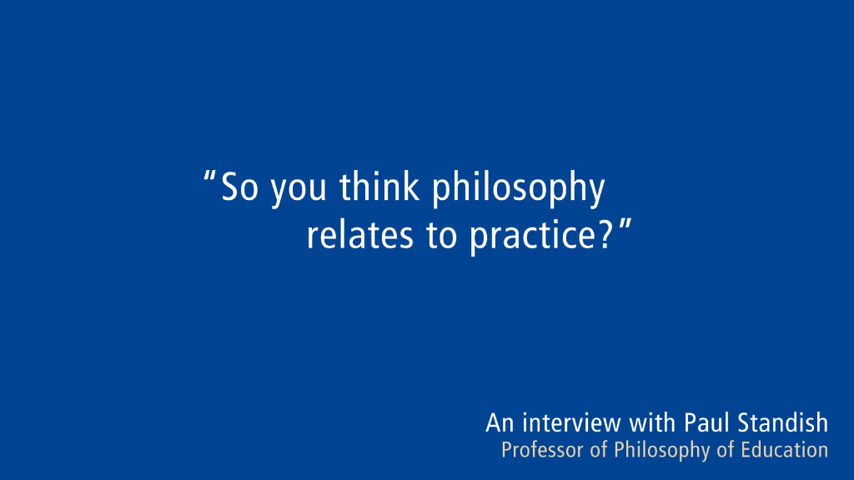 “So you think philosophy
relates to practice?”
An interview with Paul Standish
Professor of Philosophy of Education